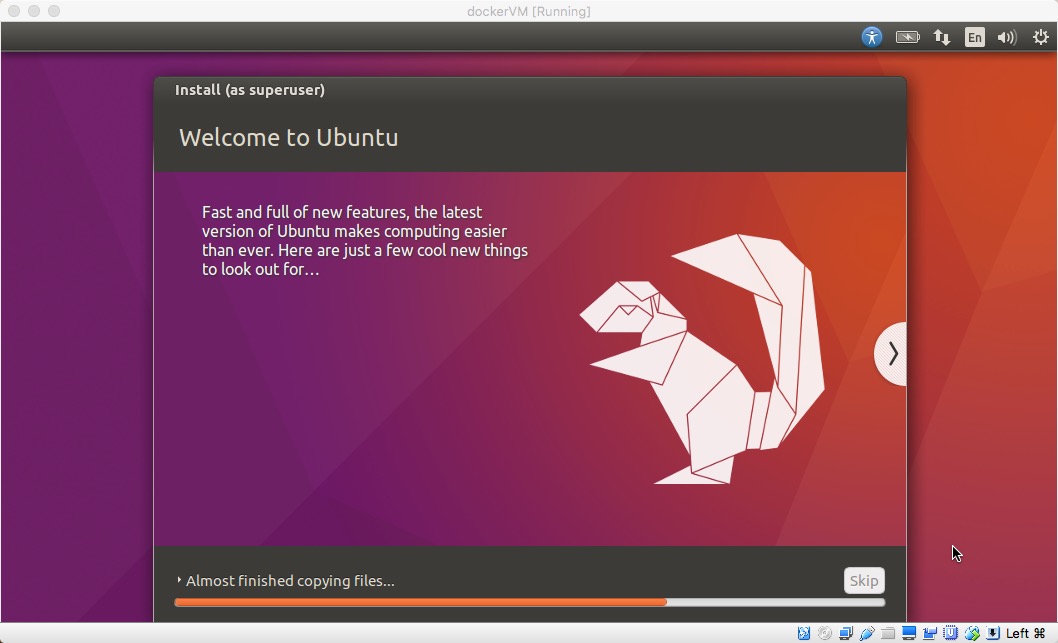 dockerVM [Running]
En
Install (as superuser)
Welcome to Ubuntu
Fast and full of new features, the latest
version of Ubuntu makes computing easier
than ever. Here are just a few cool new things
to look out for…
Almost finished copying files...
Skip
Left ⌘